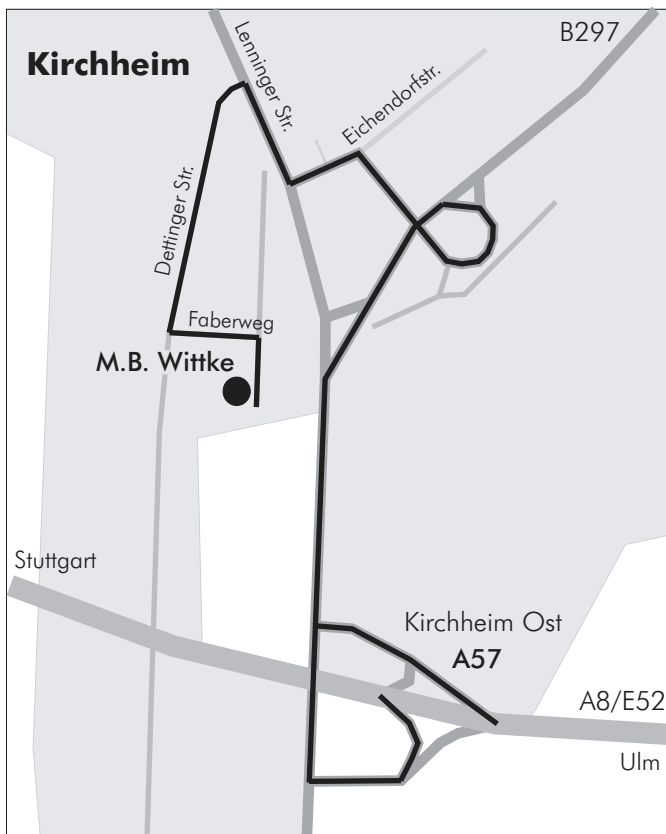 B297
Kirchheim
Lenninger Str.
Eichendorfstr.
Dettinger Str.
Faberweg
M.B. Wittke
Stuttgart
Kirchheim Ost
A57
A8/E52
Ulm